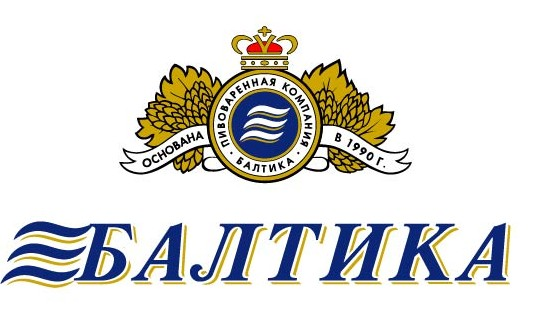 ПИВОВАРЕННАЯ КОМПАНИЯ
· БАЛТИКА ·
ОСНОВАНА В 1990 Г.
БАЛТИКА